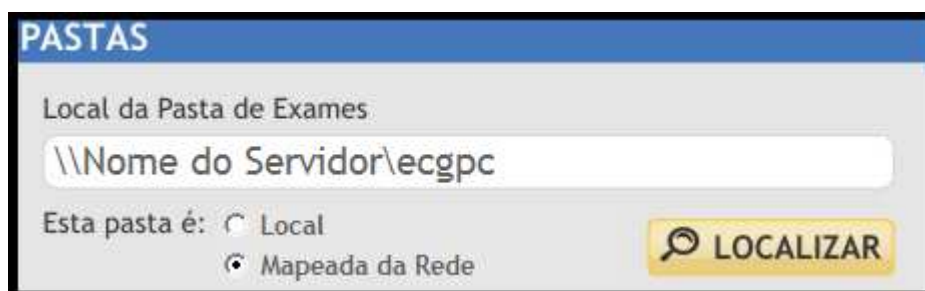 PASTAS
Local da Pasta de Exames
\\Nome do Servidor\ecgpc
Esta pasta é: Local
Mapeada da Rede
LOCALIZAR